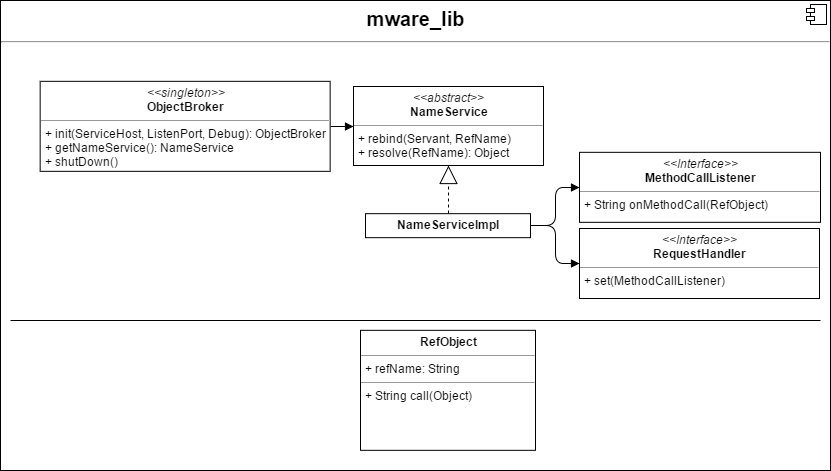 mware_lib
<<singleton>>
ObjectBroker
+ init(ServiceHost, ListenPort, Debug): ObjectBroker
+ getNameService(): NameService
+ shutDown()
<<abstract>>
NameService
+ rebind(Servant, RefName)
+ resolve(RefName): Object
NameServiceImpl
<<Interface>>
MethodCallListener
+ String onMethodCall(RefObject)
<<Interface>>
RequestHandler
+ set(MethodCallListener)
RefObject
+ refName: String
+ String call(Object)